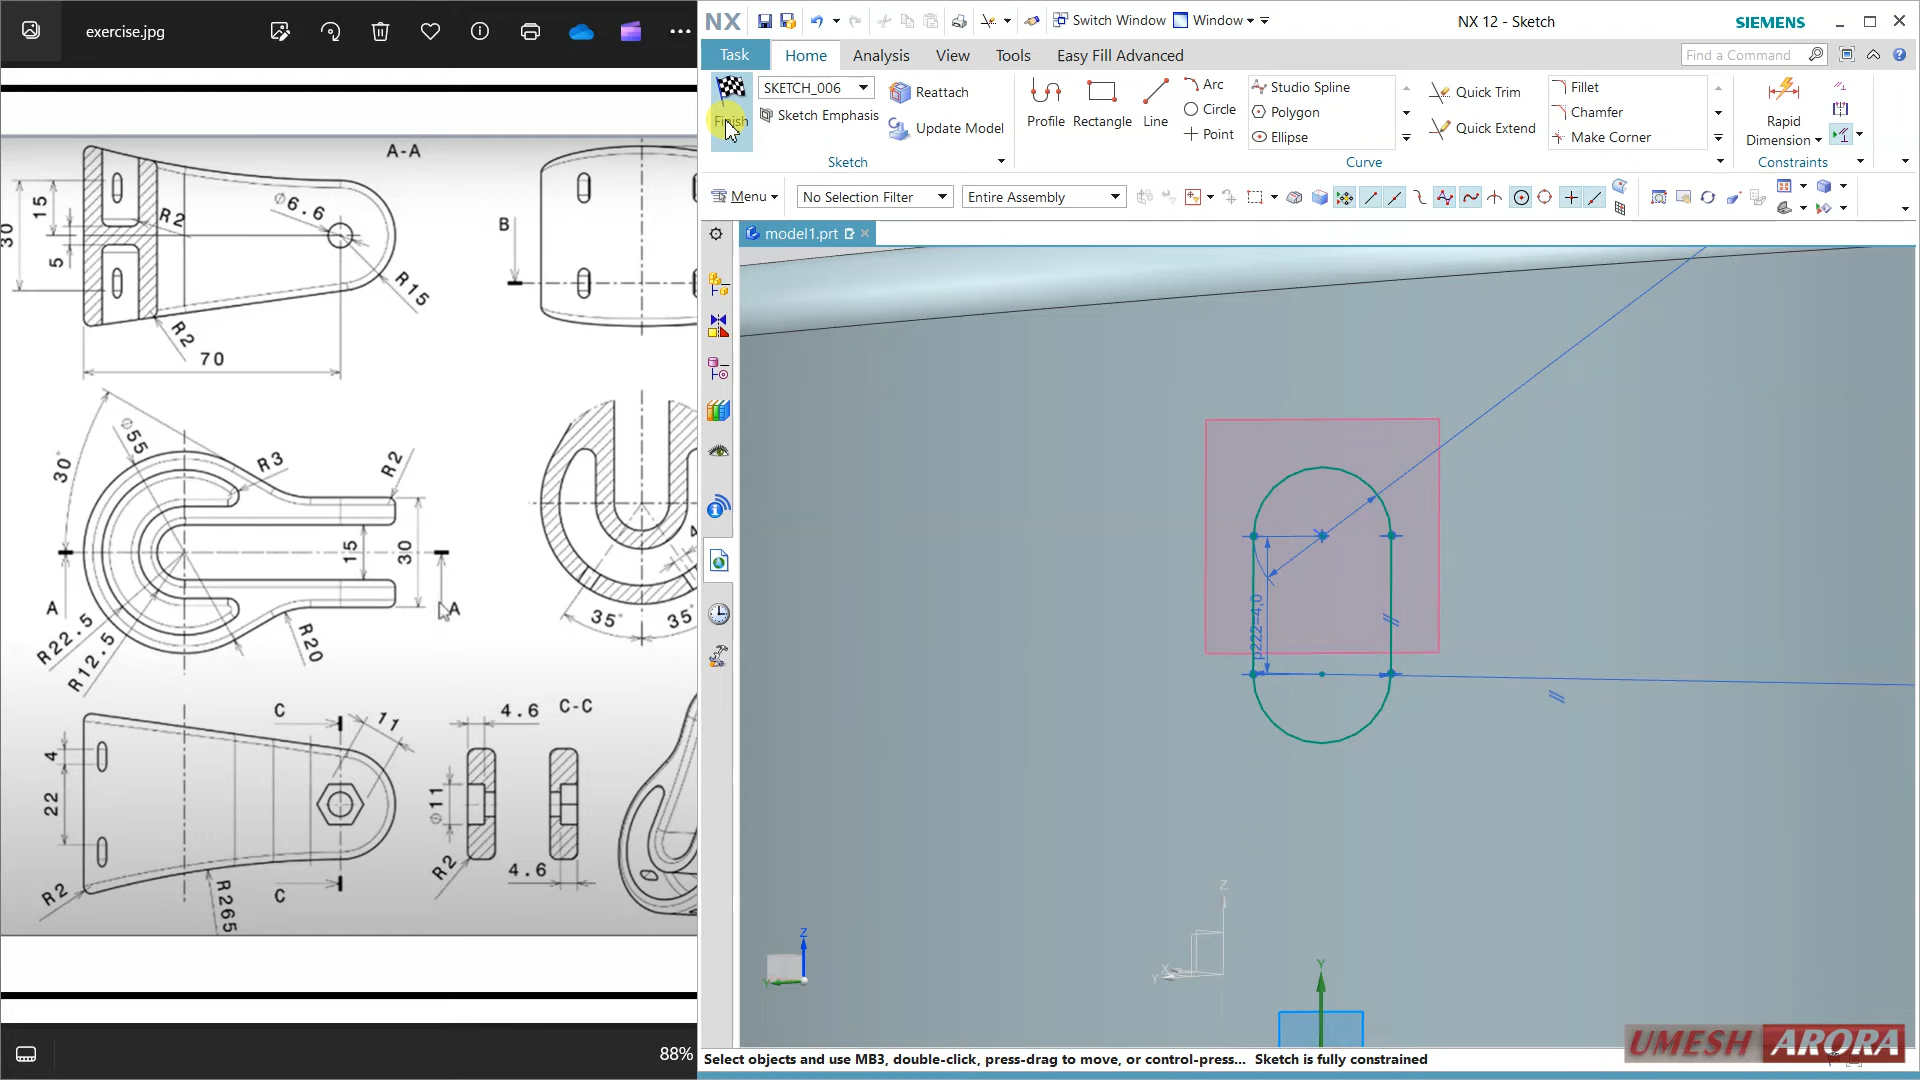 exercise.jpg
NX
Switch Window
Window
NX 12 - Sketch
SIEMENS
Task
Home
Analysis
View
Tools
Easy Fill Advanced
Find a Command
Finish
SKETCH_006
Sketch Emphasis
Reattach
Update Model
Sketch
Profile
Rectangle
Line
Arc
Circle
Point
Studio Spline
Polygon
Ellipse
Quick Trim
Quick Extend
Fillet
Chamfer
Make Corner
Curve
Rapid
Dimension
Constraints
Menu
No Selection Filter
Entire Assembly
model1.prt
A-A
30
15
5
R2
Ø6.6
R15
R2
70
B
30°
Ø55
R3
R2
15
30
A
A
R22.5
R12.5
R20
35°
35°
4
22
R2
R265
C
C
11
4.6
C-C
Ø11
R2
4.6
p222=4,0
Z
Y
Z
X
Y
Y
88%
Select objects and use MB3, double-click, press-drag to move, or control-press...
Sketch is fully constrained
UMESH ARORA